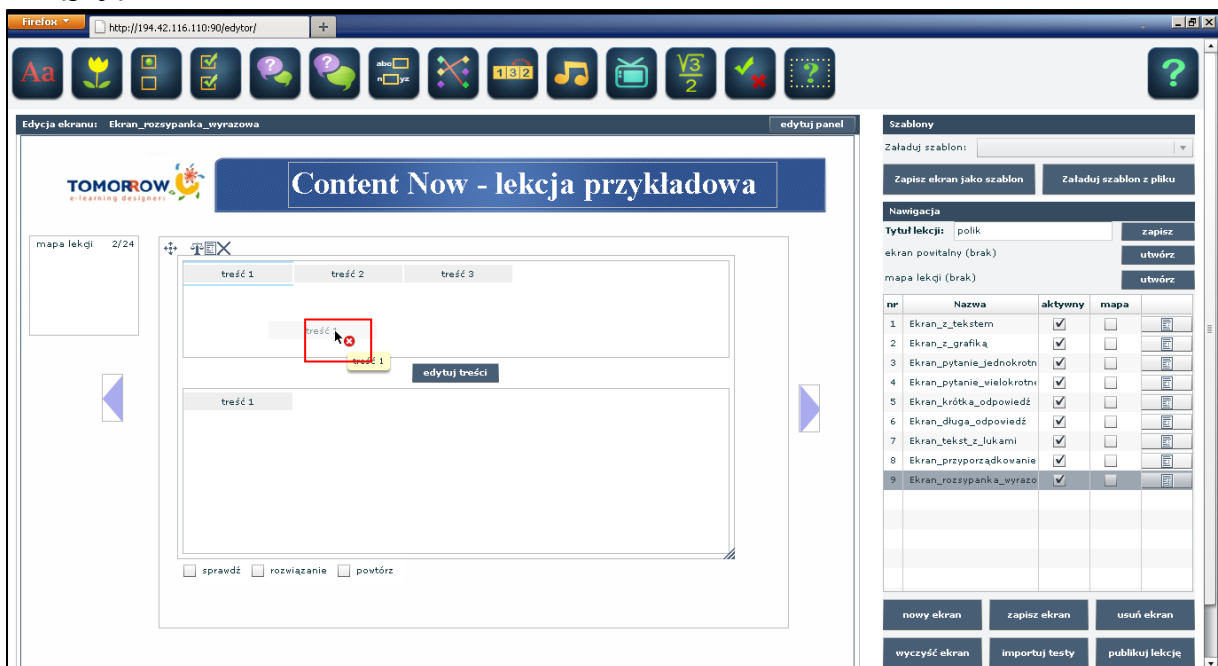 Firefox
http://194.42.116.110:90/edytor/
+
Aa
abc
n yz
1 3 2
√3
2
?
?
Edycja ekranu: Ekran_rozsypanka_wyrazowa
edytuj panel
TOMORROW
e-learning designer
Content Now - lekcja przykładowa
mapa lekcji 2/24
treść 1 treść 2 treść 3
treść 1
treść 1
edytuj treści
treść 1
sprawdź rozwiązanie powtórz
Szablony
Załaduj szablon:
Zapisz ekran jako szablon
Załaduj szablon z pliku
Nawigacja
Tytuł lekcji: polik
zapisz
ekran powitalny (brak)
utwórz
mapa lekcji (brak)
utwórz
nr Nazwa aktywny mapa
1 Ekran_z_tekstem
2 Ekran_z_grafiką
3 Ekran_pytanie_jednokrotn
4 Ekran_pytanie_wielokrotne
5 Ekran_krótka_odpowiedź
6 Ekran_długa_odpowiedź
7 Ekran_tekst_z_lukami
8 Ekran_przyporządkowanie
9 Ekran_rozsypanka_wyrazo
nowy ekran
zapisz ekran
usuń ekran
wyczyść ekran
importuj testy
publikuj lekcję